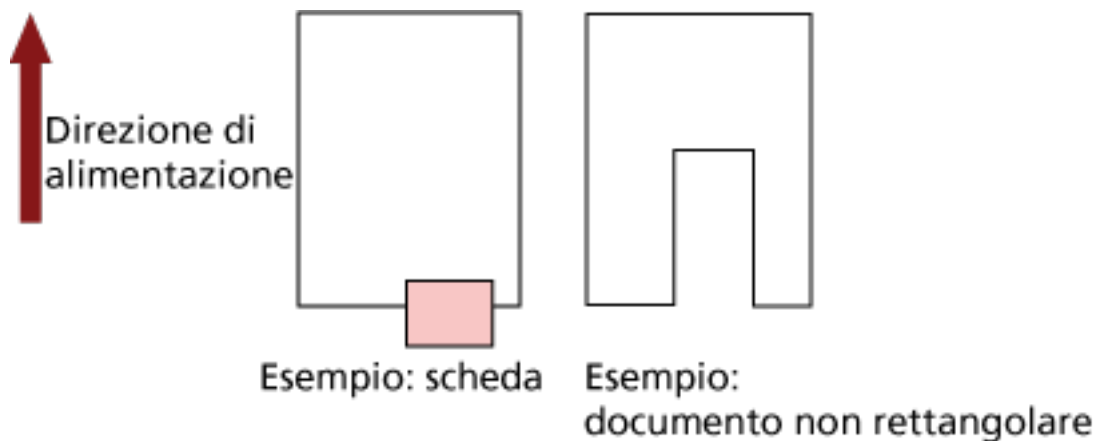 Direzione di
alimentazione
Esempio: scheda
Esempio:
documento non rettangolare